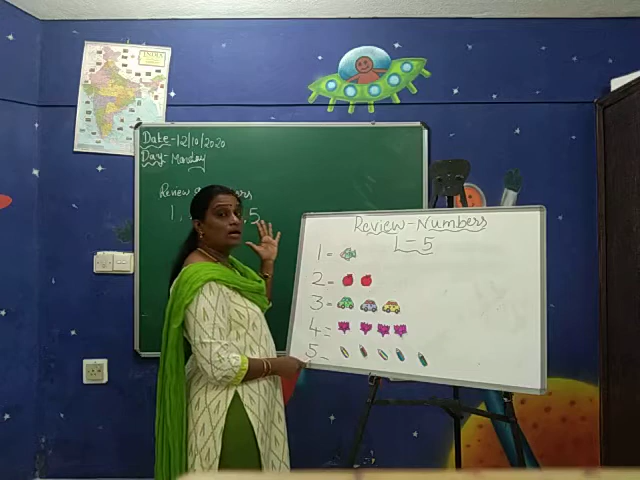 INDIA
Date-12/10/2020
Day-Monday
Review
1, 5
Review-Numbers
1-5
1=
2=
3=
4=
5=